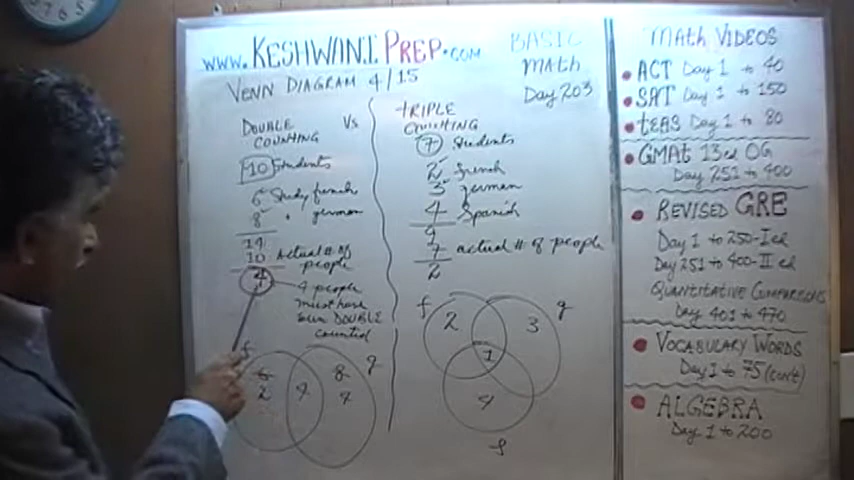 www.KESHWANIPREP.COM
VENN DIAGRAM 4/15
BASIC
Math
Day 203
DOUBLE VS
COUNTING
10 Students
6 Study french
8 " german
14
10 Actual # of
people
4
4 people
must have
been DOUBLE
counted
f
g
6
2
4
8
4
TRIPLE
COUNTING
7 Students
2 French
3 german
4 Spanish
9
7 actual # of people
2
f
g
2
3
1
4
S
Math VIDEOS
• ACT Day 1 to 40
• SAT Day 1 to 150
• tEAS Day 1 to 80
• GMAt 13ed OG
Day 251 to 400
• REVISED GRE
Day 1 to 250-I ed
Day 251 to 400-II ed
QUANTITATIVE COMPARISONS
Day 401 to 470
• VOCABULARY WORDS
Day 1 to 75 (con't)
• ALGEBRA
Day 1 to 200